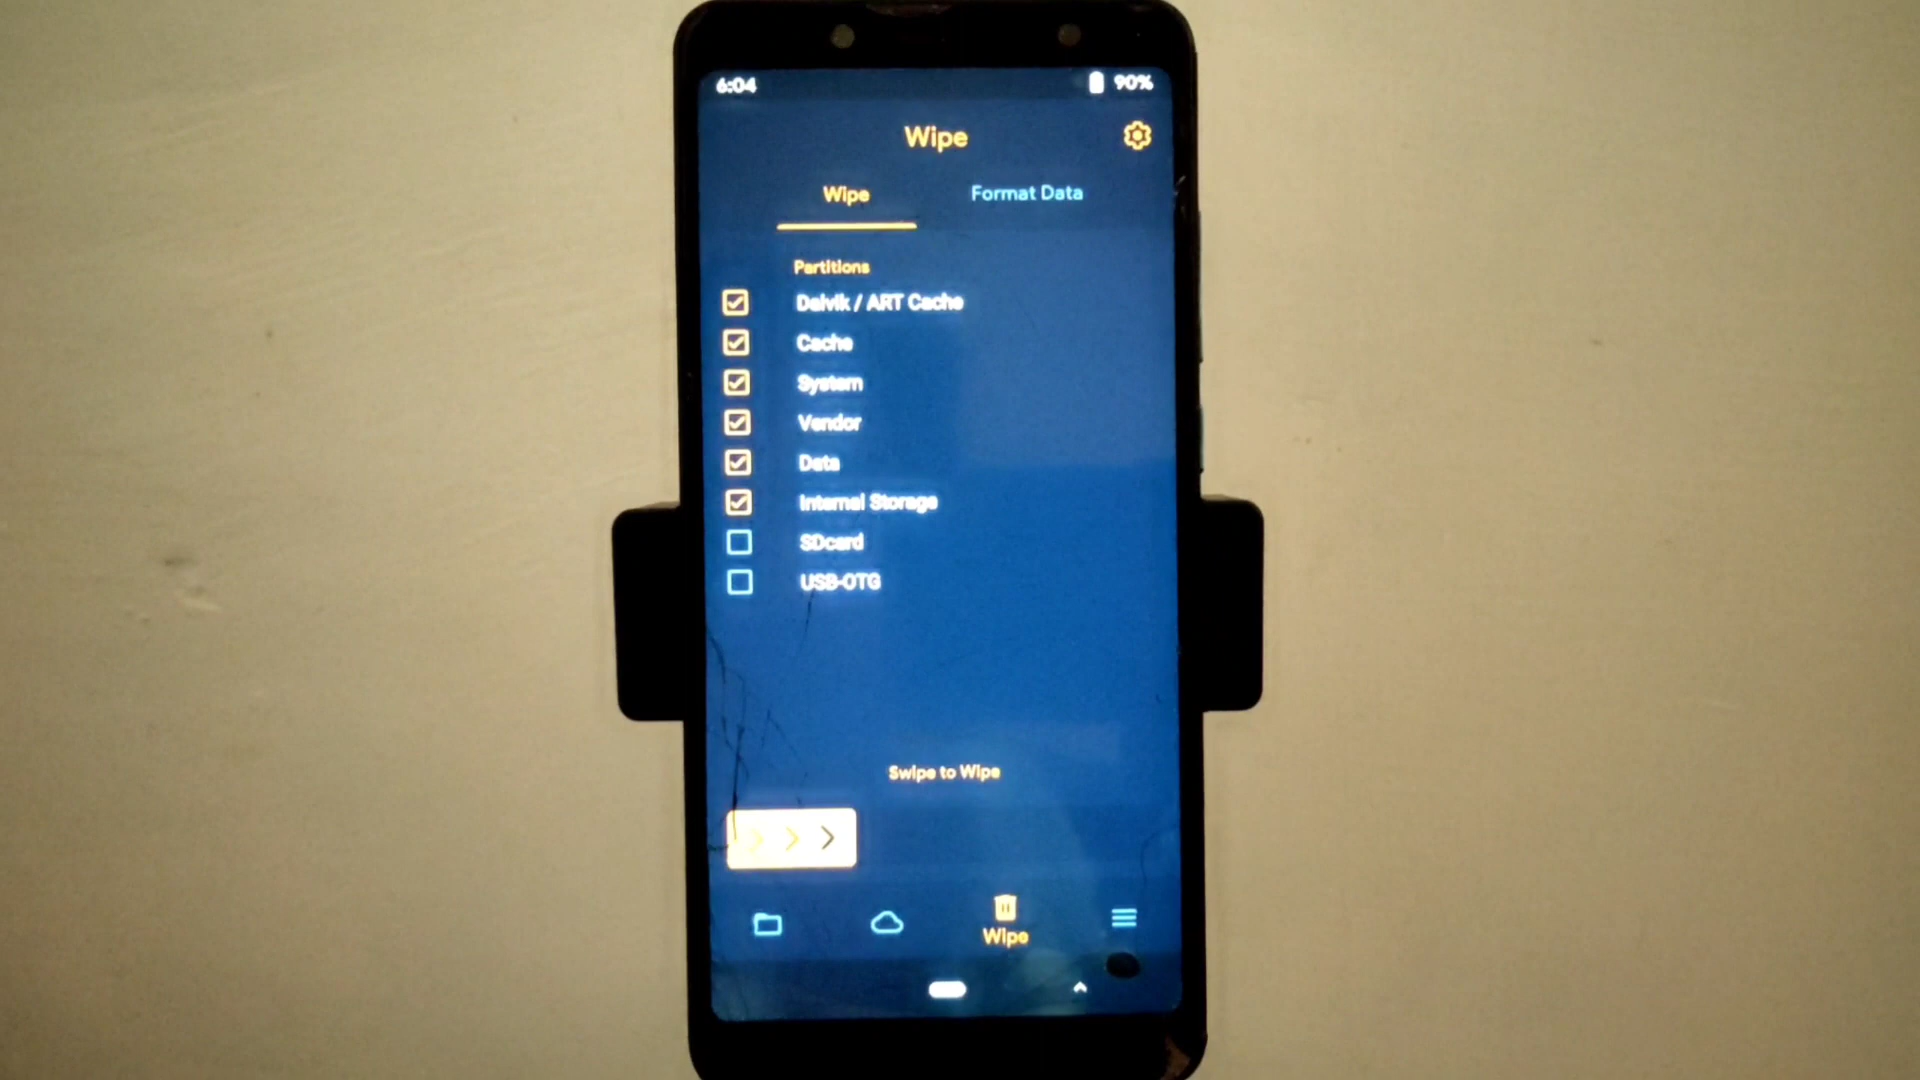 6:04 90%
Wipe
Wipe Format Data
Partitions
Dalvik / ART Cache
Cache
System
Vendor
Data
Internal Storage
SDcard
USB-OTG
Swipe to Wipe
Wipe